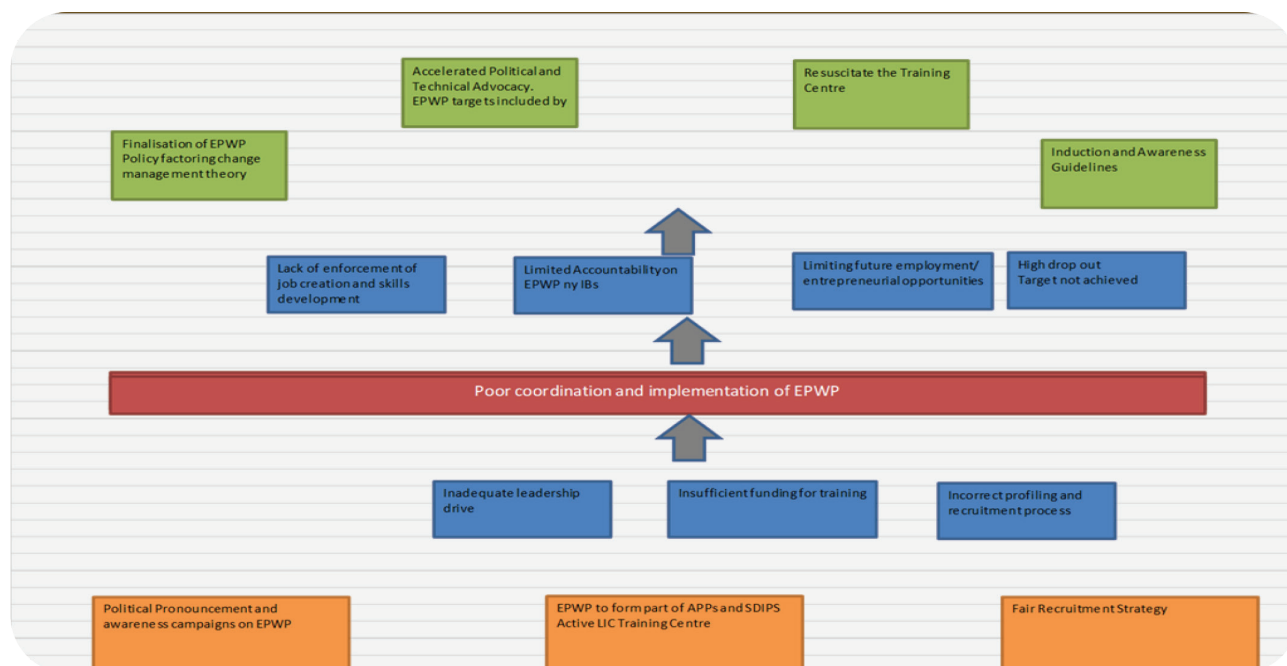 Accelerated Political and
Technical Advocacy.
EPWP targets included by
Resuscitate the Training
Centre
Finalisation of EPWP
Policy factoring change
management theory
Induction and Awareness
Guidelines
Lack of enforcement of
job creation and skills
development
Limited Accountability on
EPWP ny IBs
Limiting future employment/
entrepreneurial opportunities
High drop out
Target not achieved
Poor coordination and implementation of EPWP
Inadequate leadership
drive
Insufficient funding for training
Incorrect profiling and
recruitment process
Political Pronouncement and
awareness campaigns on EPWP
EPWP to form part of APPs and SDIPS
Active LIC Training Centre
Fair Recruitment Strategy